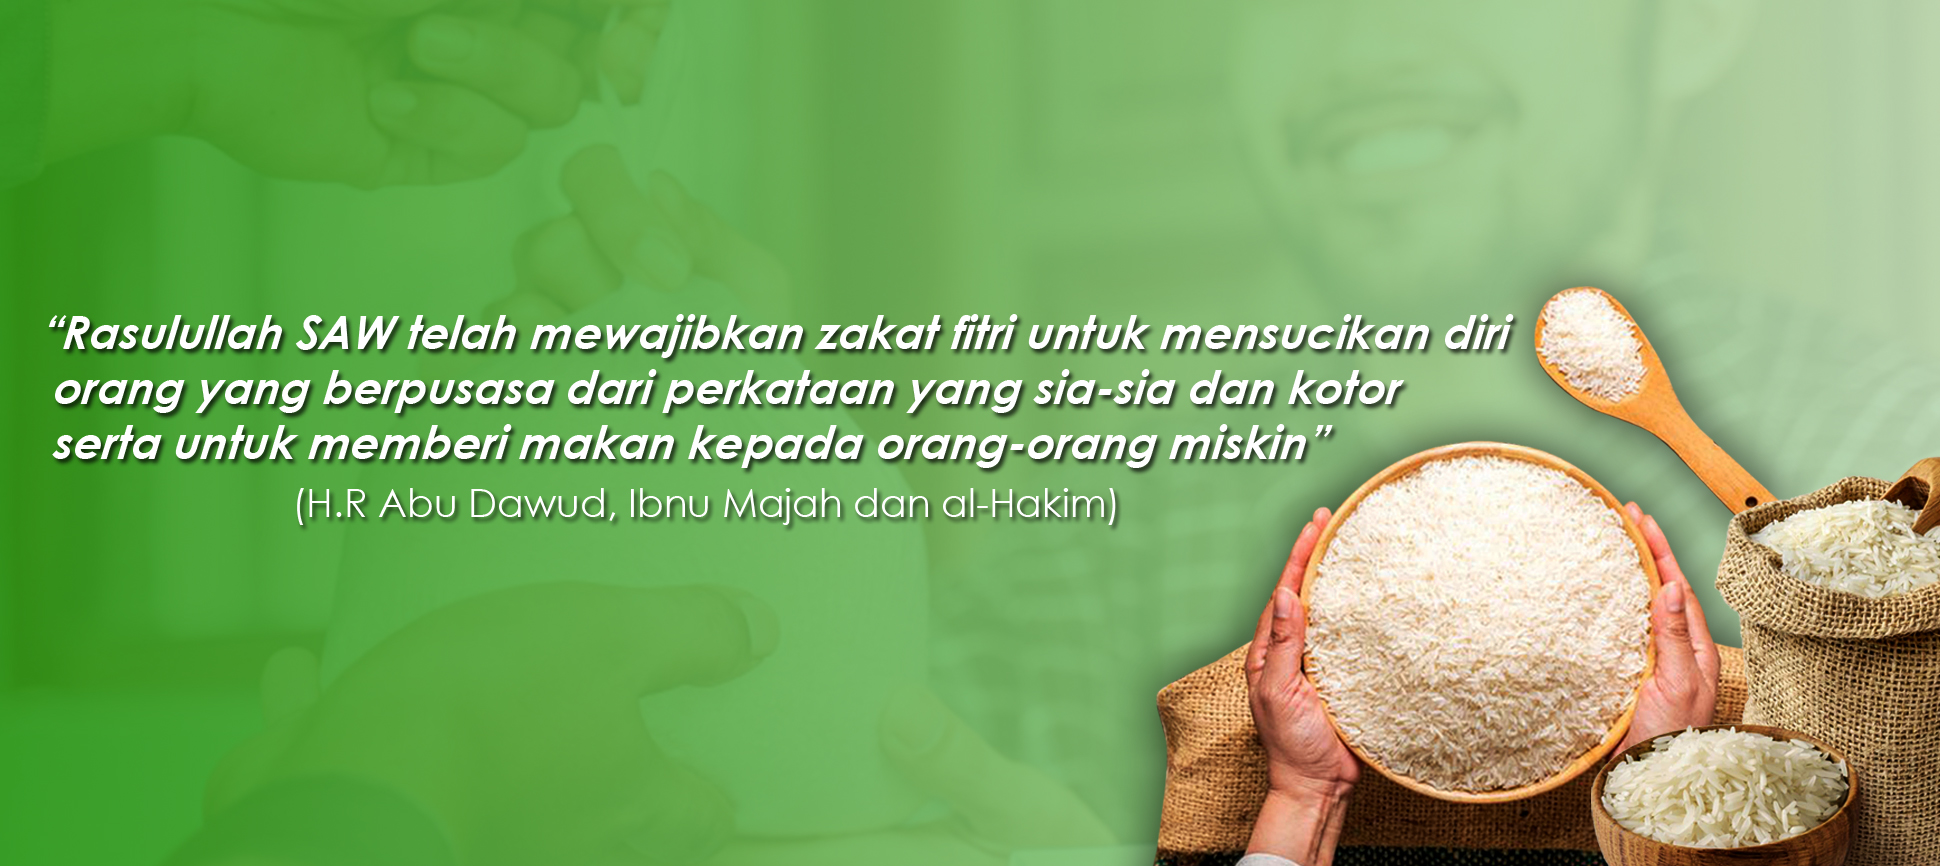 “Rasulullah SAW telah mewajibkan zakat fitri untuk mensucikan diri
orang yang berpusasa dari perkataan yang sia-sia dan kotor
serta untuk memberi makan kepada orang-orang miskin”
(H.R Abu Dawud, Ibnu Majah dan al-Hakim)